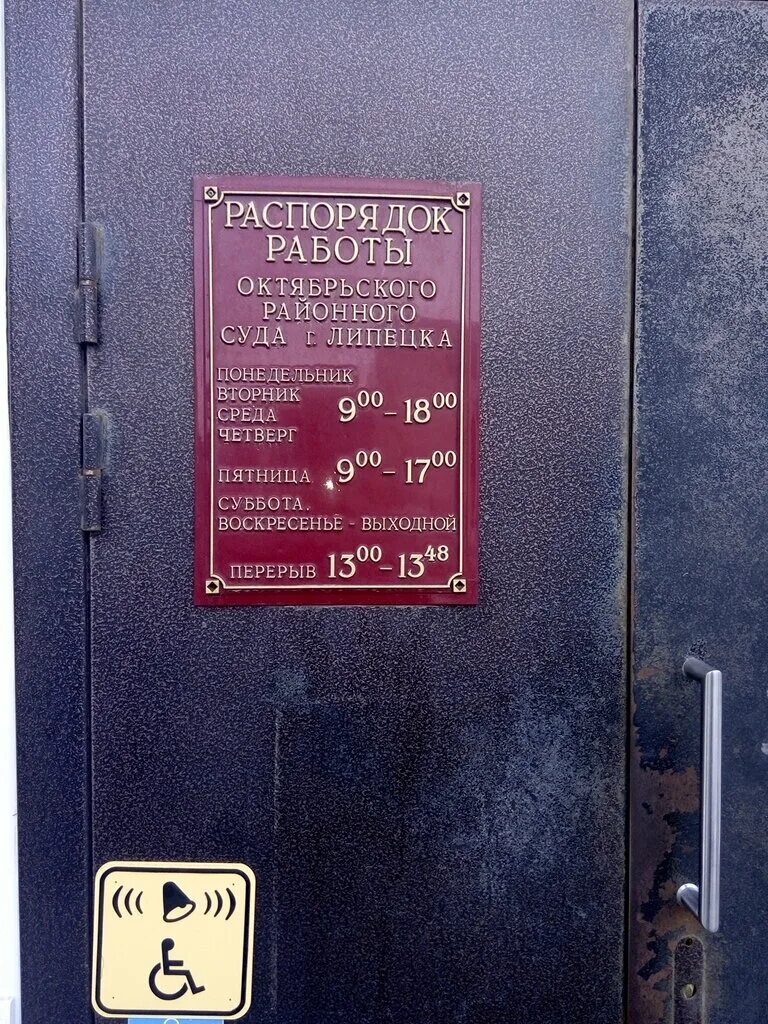 РАСПОРЯДОК
РАБОТЫ
ОКТЯБРЬСКОГО
РАЙОННОГО
СУДА г. ЛИПЕЦКА
ПОНЕДЕЛЬНИК
ВТОРНИК
СРЕДА
ЧЕТВЕРГ
9⁰⁰ - 18⁰⁰
ПЯТНИЦА 9⁰⁰ - 17⁰⁰
СУББОТА.
ВОСКРЕСЕНЬЕ - ВЫХОДНОЙ
ПЕРЕРЫВ 13⁰⁰ - 13⁴⁸